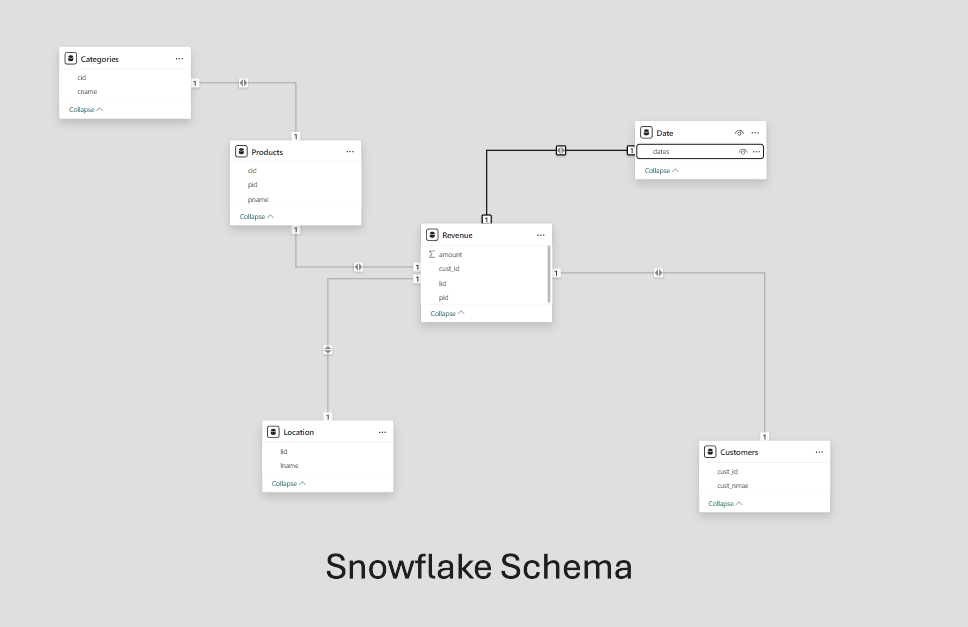 Categories
cid
cname
Collapse
1
1
Products
cid
pid
pname
Collapse
1
Date
dates
Collapse
1
1
Revenue
Σ amount
cust_id
lid
pid
Collapse
1
1
1
1
Location
lid
lname
Collapse
1
Customers
cust_id
cust_nmae
Collapse
Snowflake Schema